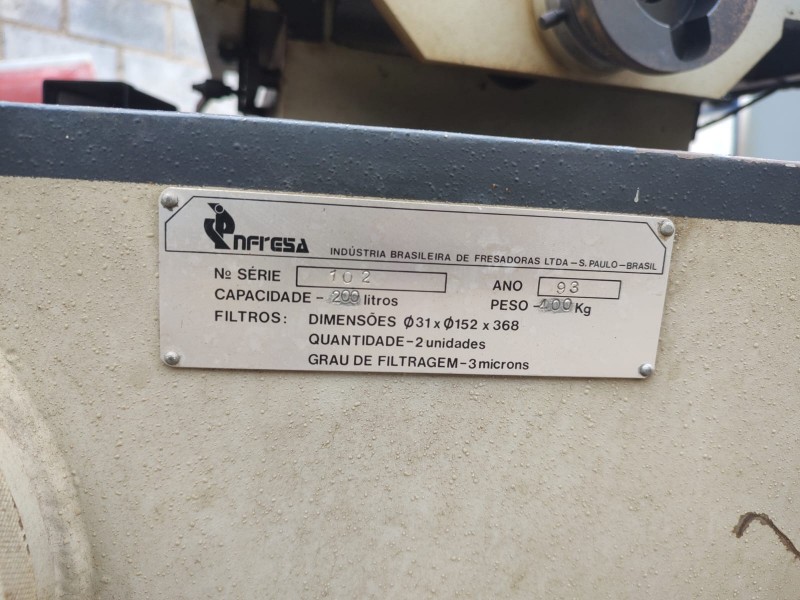 Infresa
INDÚSTRIA BRASILEIRA DE FRESADORAS LTDA – S. PAULO – BRASIL
Nº SÉRIE 102 ANO 93
CAPACIDADE - 200 litros PESO - 400 Kg
FILTROS: DIMENSÕES Ø31 x Ø152 x 368
QUANTIDADE - 2 unidades
GRAU DE FILTRAGEM - 3 microns